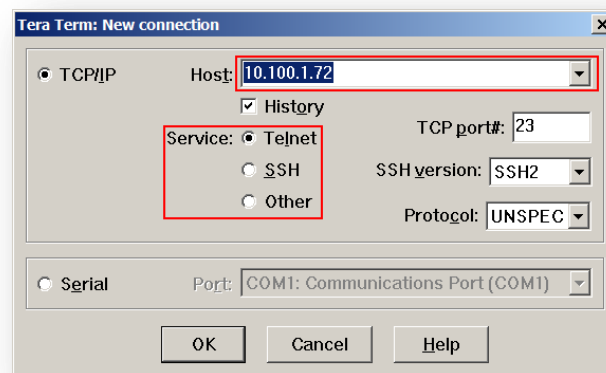 Tera Term: New connection
TCP/IP
Host: 10.100.1.72
History
Service: Telnet
TCP port#: 23
SSH
SSH version: SSH2
Other
Protocol: UNSPEC
Serial
Port: COM1: Communications Port (COM1)
OK Cancel Help